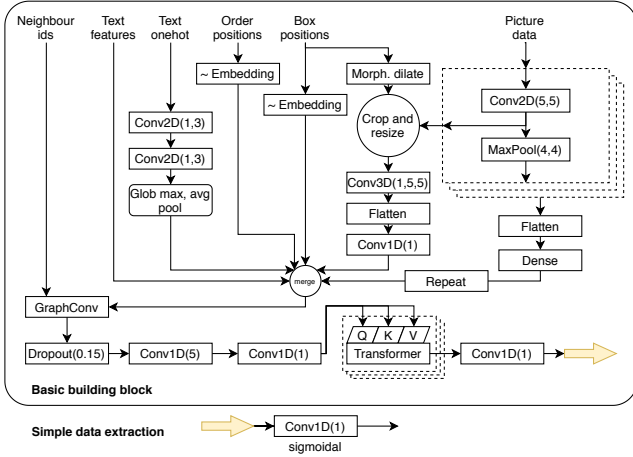 Neighbour ids
Text features
Text onehot
Order positions
Box positions
Picture data
~ Embedding
~ Embedding
Morph. dilate
Conv2D(5,5)
MaxPool(4,4)
Conv2D(1,3)
Conv2D(1,3)
Glob max, avg pool
Crop and resize
Conv3D(1,5,5)
Flatten
Conv1D(1)
Flatten
Dense
Repeat
merge
GraphConv
Dropout(0.15)
Conv1D(5)
Conv1D(1)
Q K V
Transformer
Conv1D(1)
Basic building block
Simple data extraction
Conv1D(1)
sigmoidal